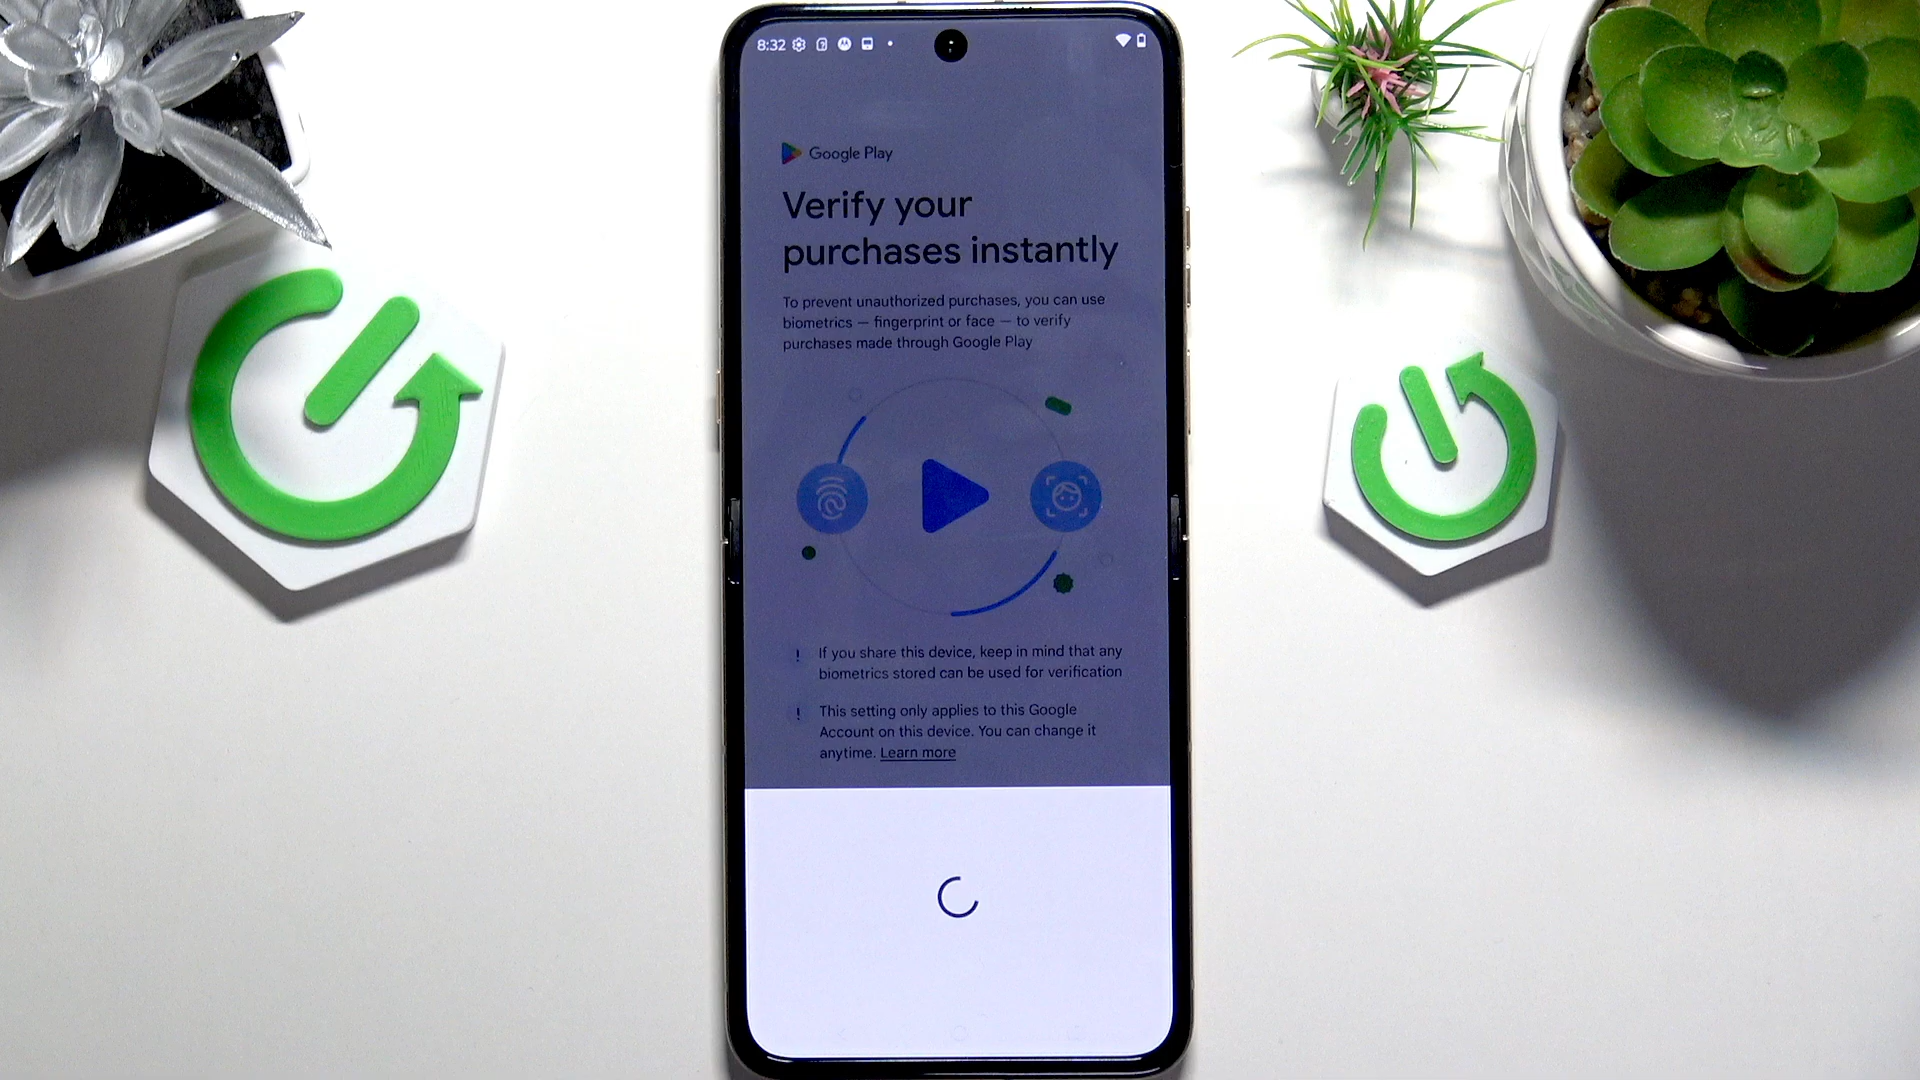 8:32
Google Play
Verify your
purchases instantly
To prevent unauthorized purchases, you can use
biometrics — fingerprint or face — to verify
purchases made through Google Play
! If you share this device, keep in mind that any
biometrics stored can be used for verification
! This setting only applies to this Google
Account on this device. You can change it
anytime. Learn more